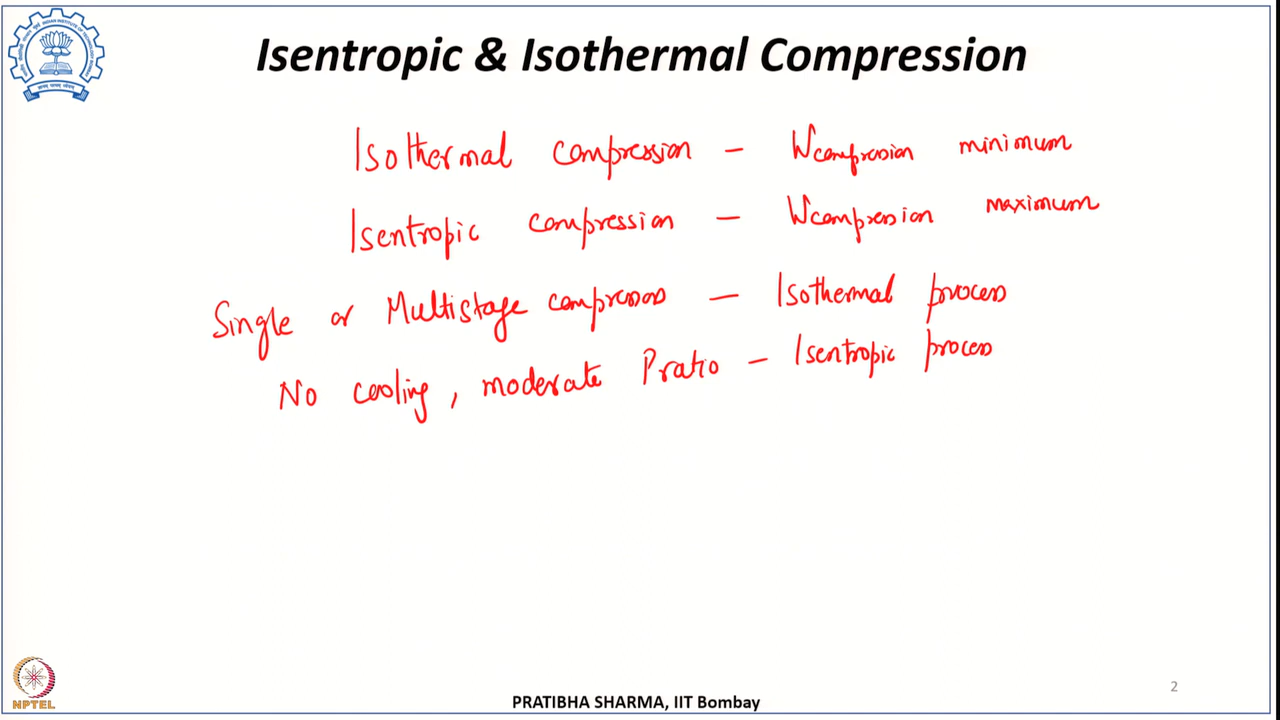 Isentropic & Isothermal Compression
Isothermal compression – Wcompression minimum
Isentropic compression – Wcompression maximum
Single or Multistage compressors – Isothermal process
No cooling, moderate P ratio – Isentropic process
NPTEL
PRATIBHA SHARMA, IIT Bombay
2